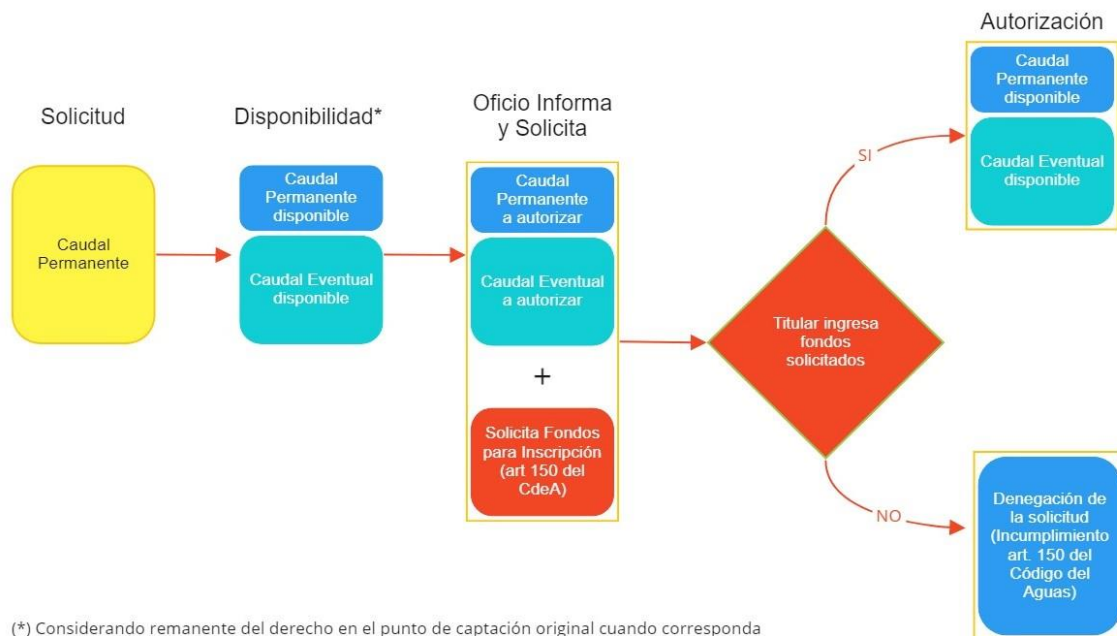 Solicitud
Caudal
Permanente
Disponibilidad*
Caudal
Permanente
disponible
Caudal Eventual
disponible
Oficio Informa
y Solicita
Caudal
Permanente
a autorizar
Caudal Eventual
a autorizar
+
Solicita Fondos
para Inscripción
(art 150 del
CdeA)
Titular ingresa
fondos
solicitados
SI
Autorización
Caudal
Permanente
disponible
Caudal Eventual
disponible
NO
Denegación de
la solicitud
(Incumplimiento
art. 150 del
Código del
Aguas)
(*) Considerando remanente del derecho en el punto de captación original cuando corresponda